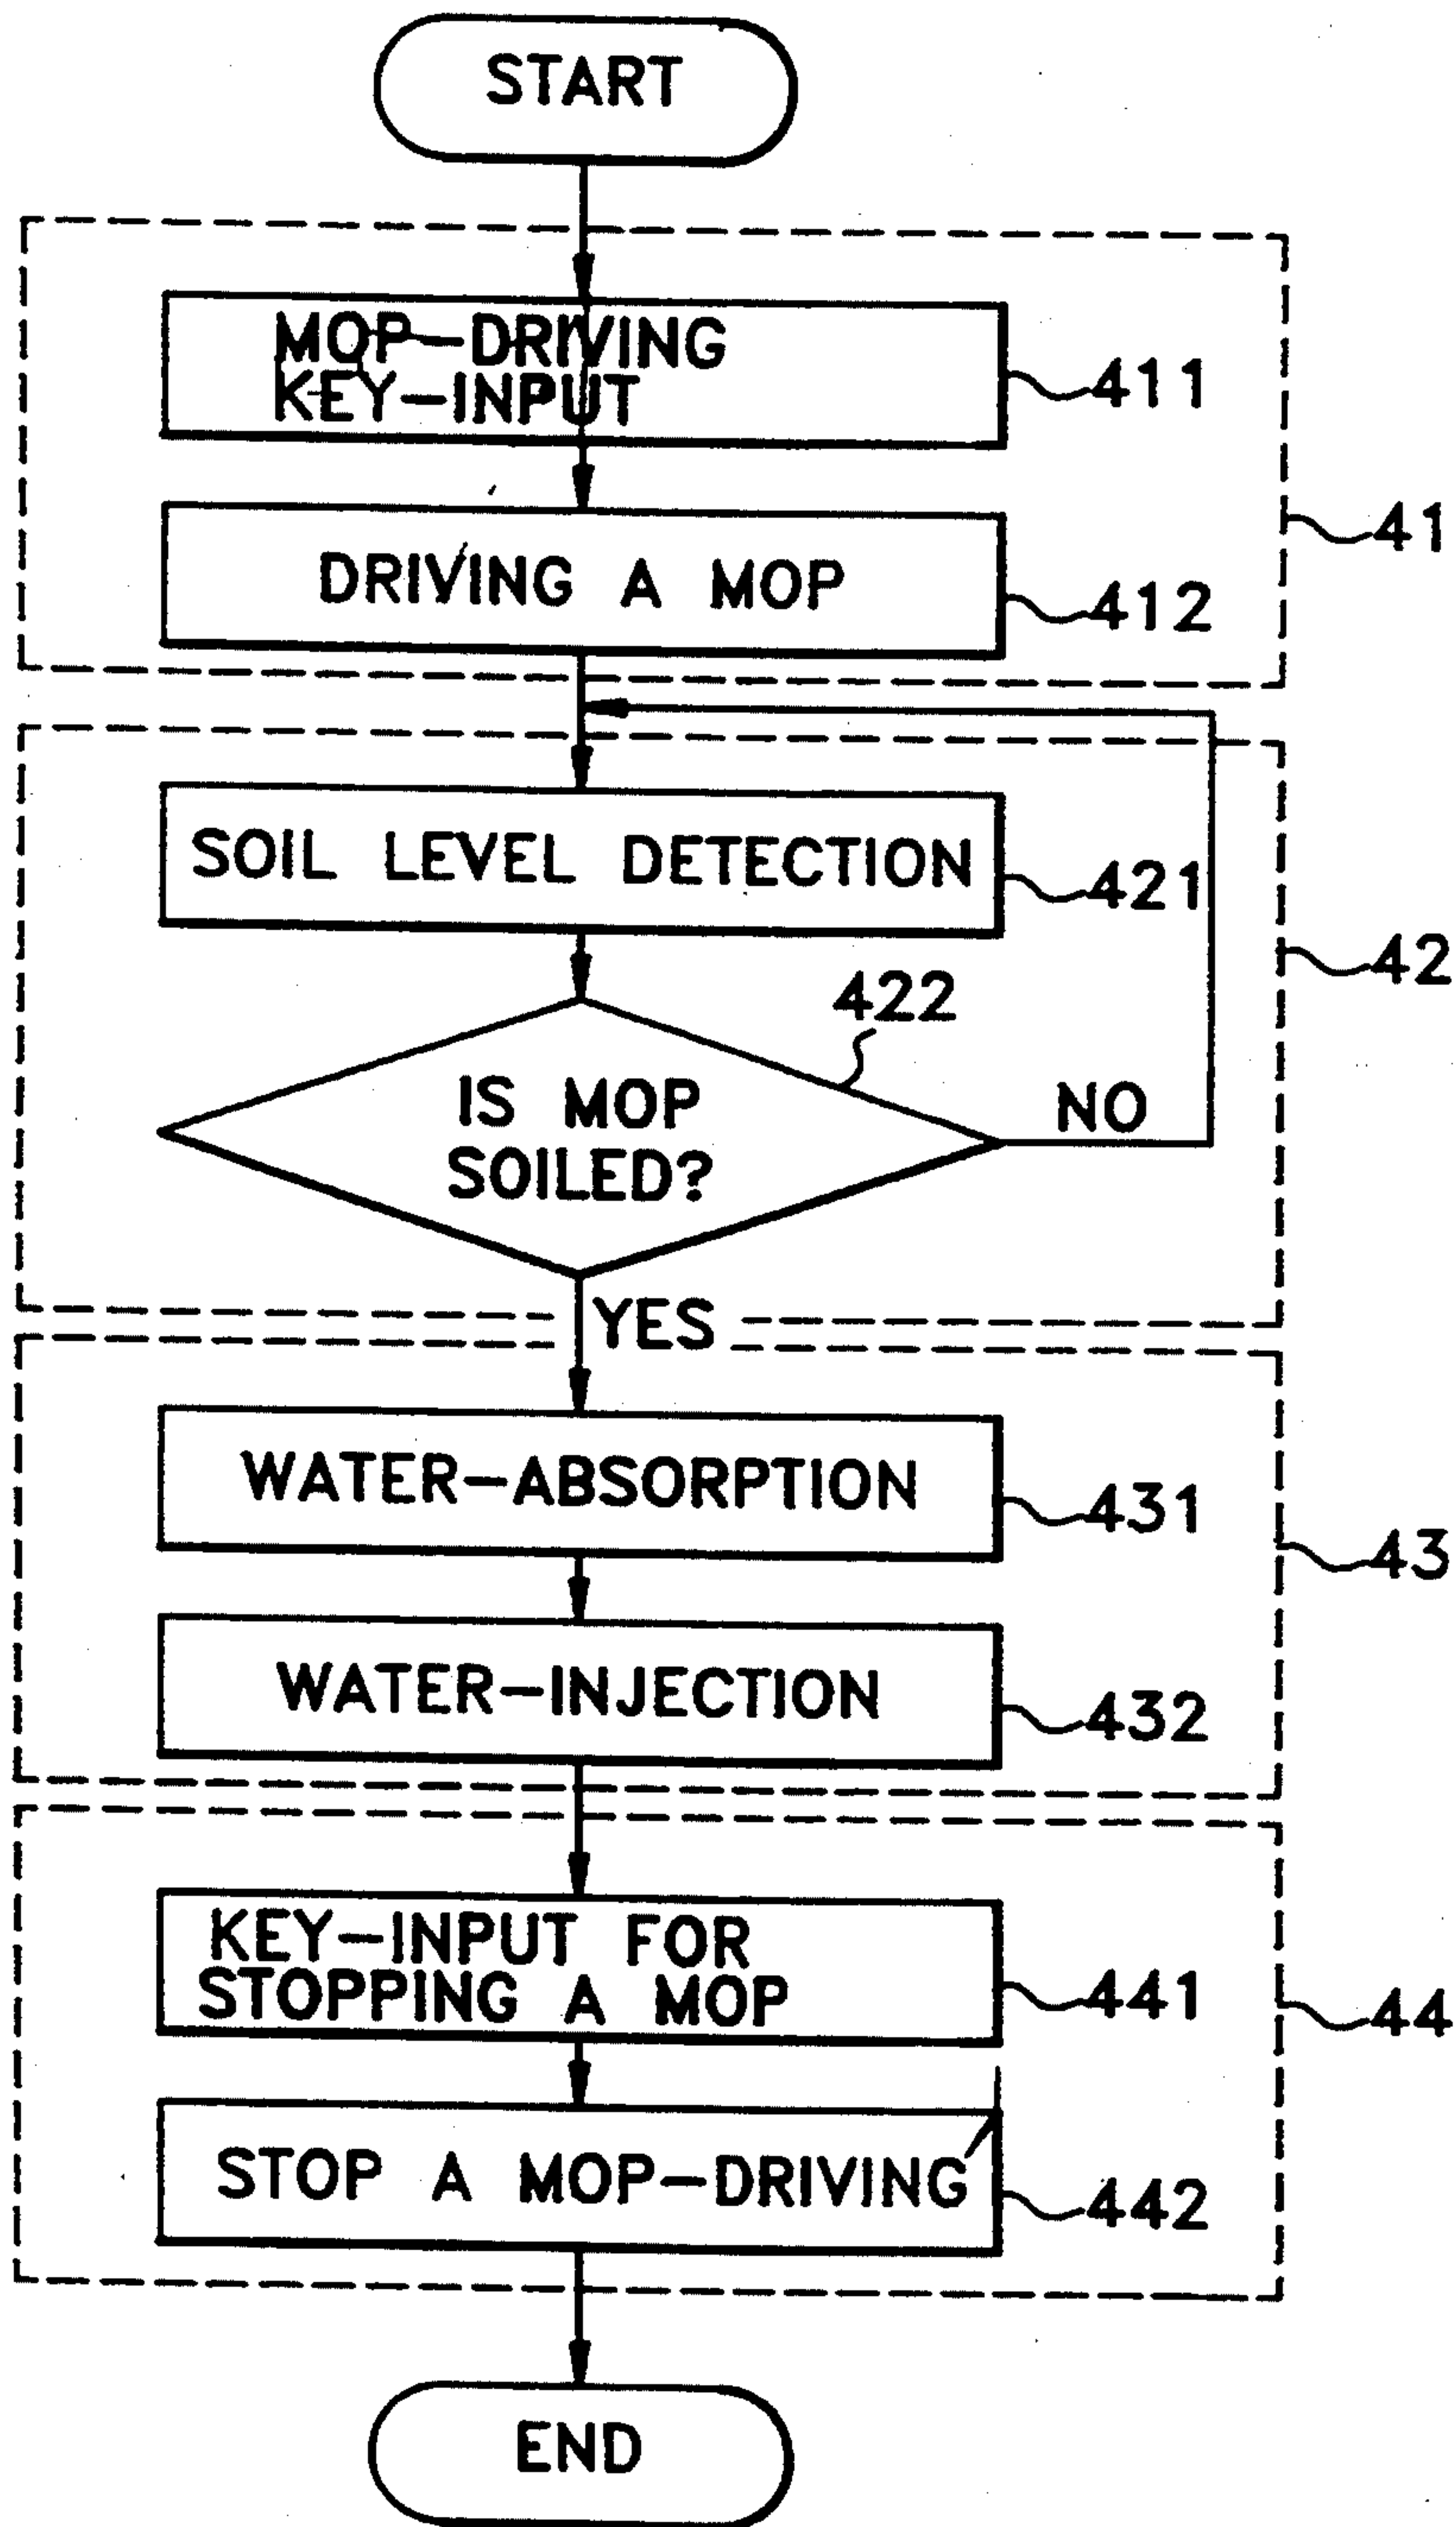 START
MOP-DRIVING
KEY-INPUT
411
41
DRIVING A MOP
412
SOIL LEVEL DETECTION
421
42
422
IS MOP
SOILED?
NO
YES
WATER-ABSORPTION
431
43
WATER-INJECTION
432
KEY-INPUT FOR
STOPPING A MOP
441
44
STOP A MOP-DRIVING
442
END